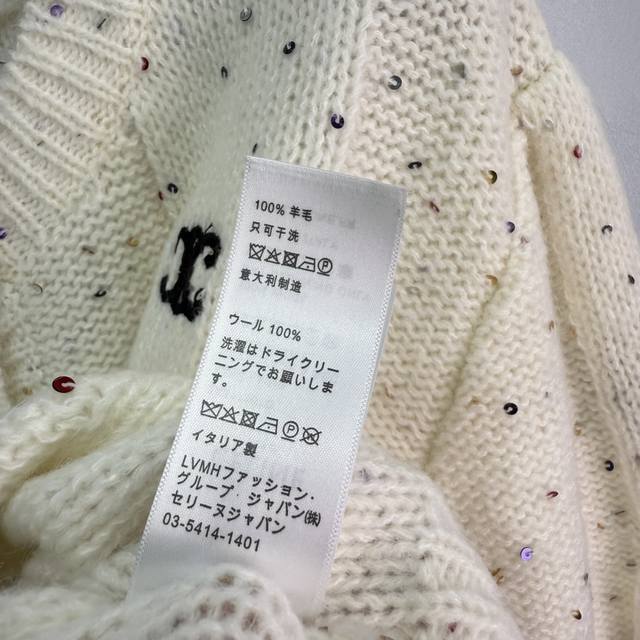 100% 羊毛
只可干洗
意大利制造
ウール 100%
洗濯はドライクリー
ニングでお願いしま
す。
イタリア製
LVMHファッション・
グループ・ジャパン㈱
セリーヌジャパン
03-5414-1401